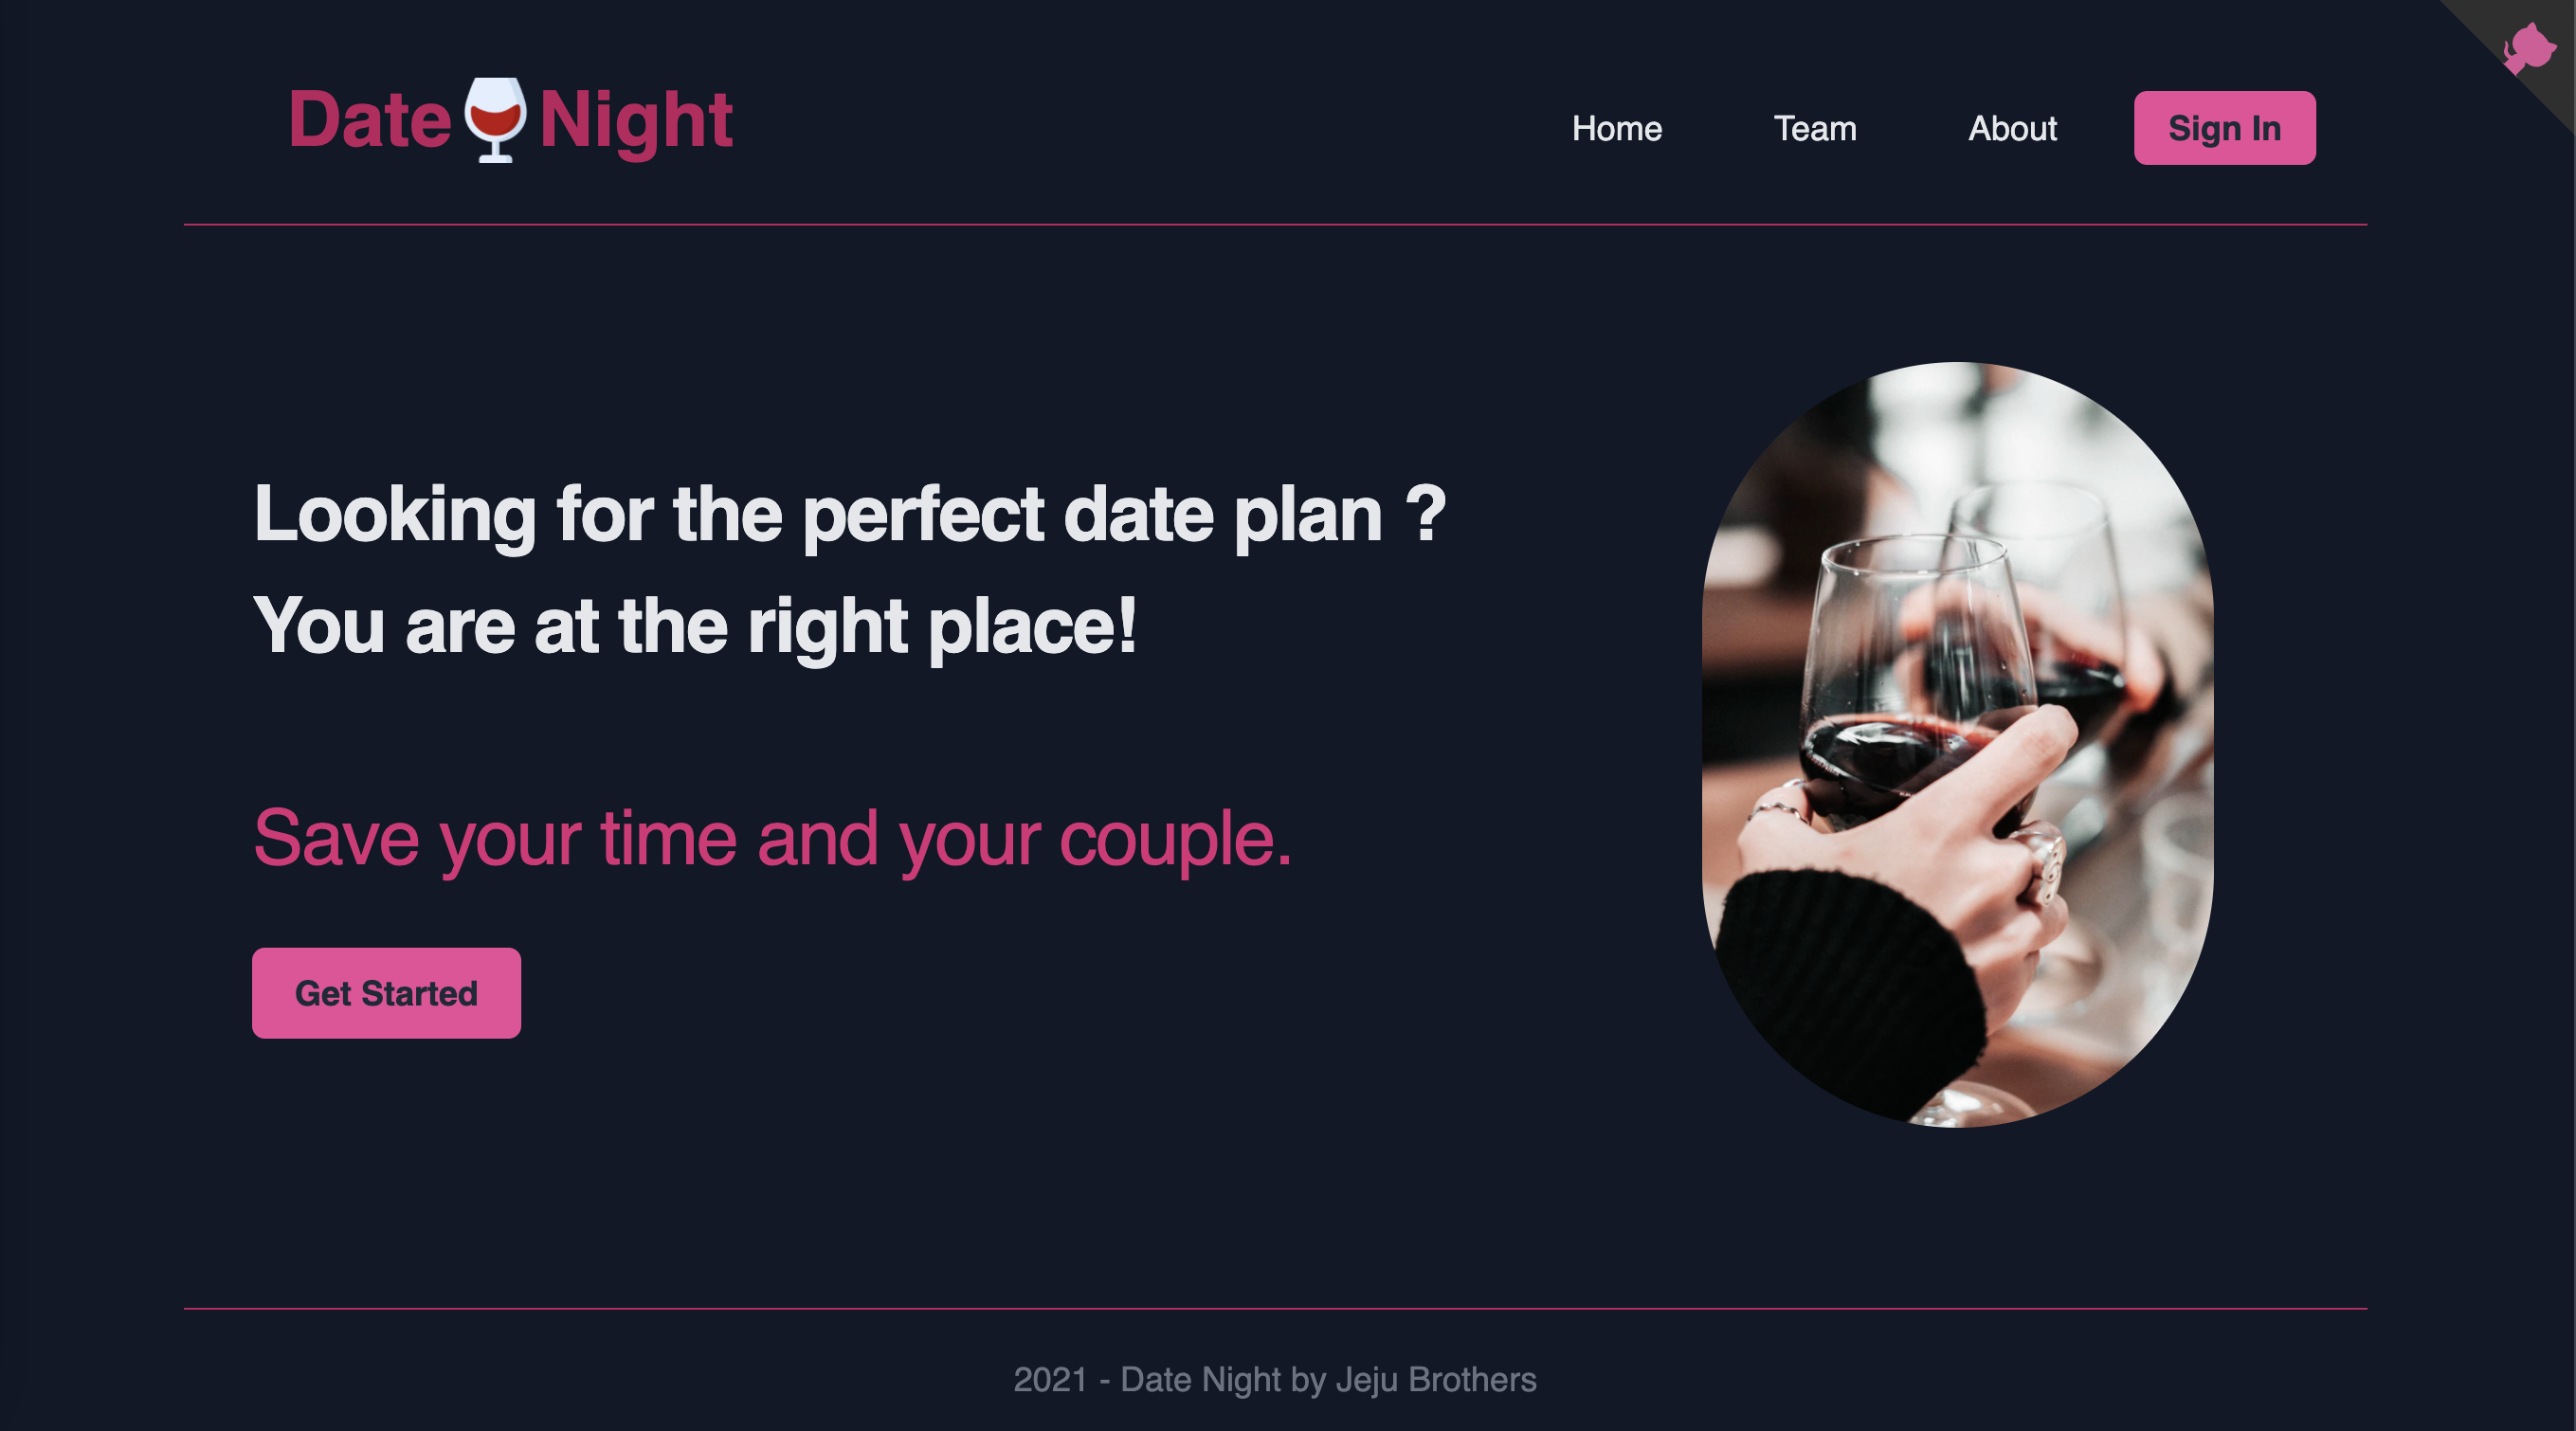 Date🍷Night
Home Team About Sign In
Looking for the perfect date plan ?
You are at the right place!
Save your time and your couple.
Get Started
2021 - Date Night by Jeju Brothers